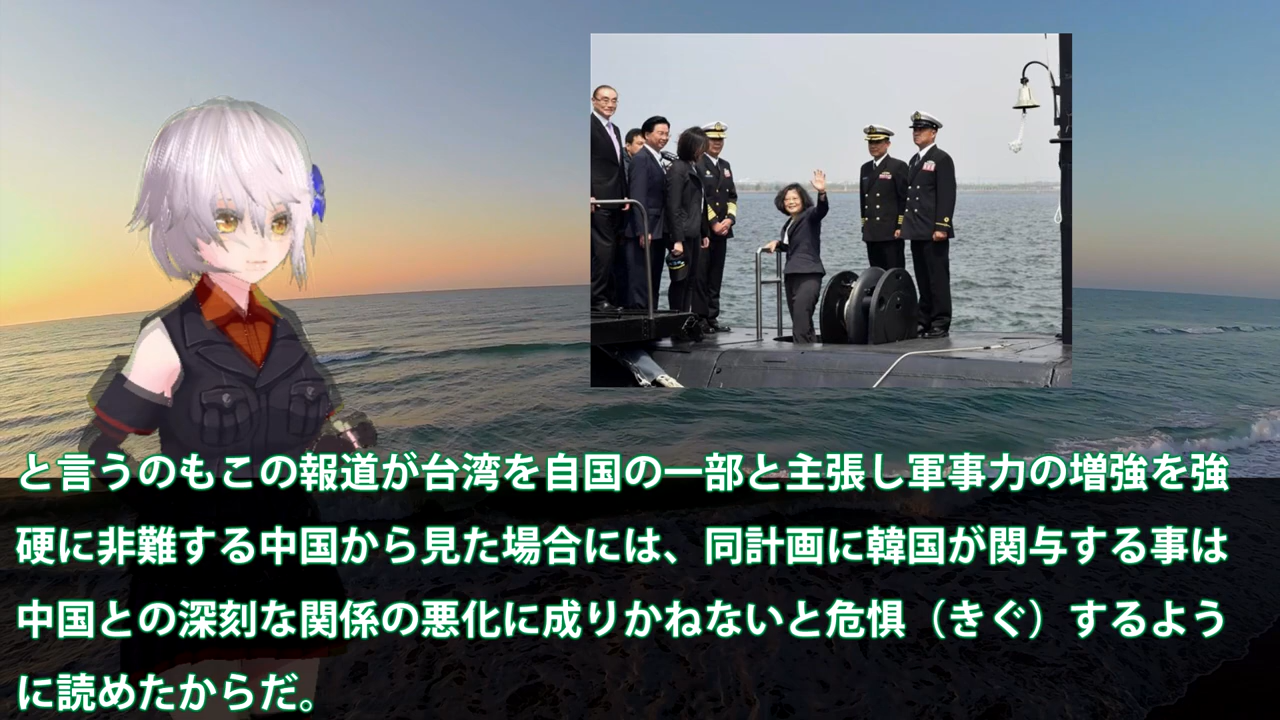 と言うのもこの報道が台湾を自国の一部と主張し軍事力の増強を強
硬に非難する中国から見た場合には、同計画に韓国が関与する事は
中国との深刻な関係の悪化に成りかねないと危惧（きぐ）するよう
に読めたからだ。